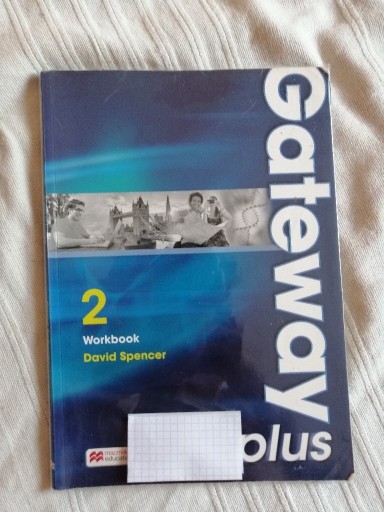 Gateway
plus
2
Workbook
David Spencer